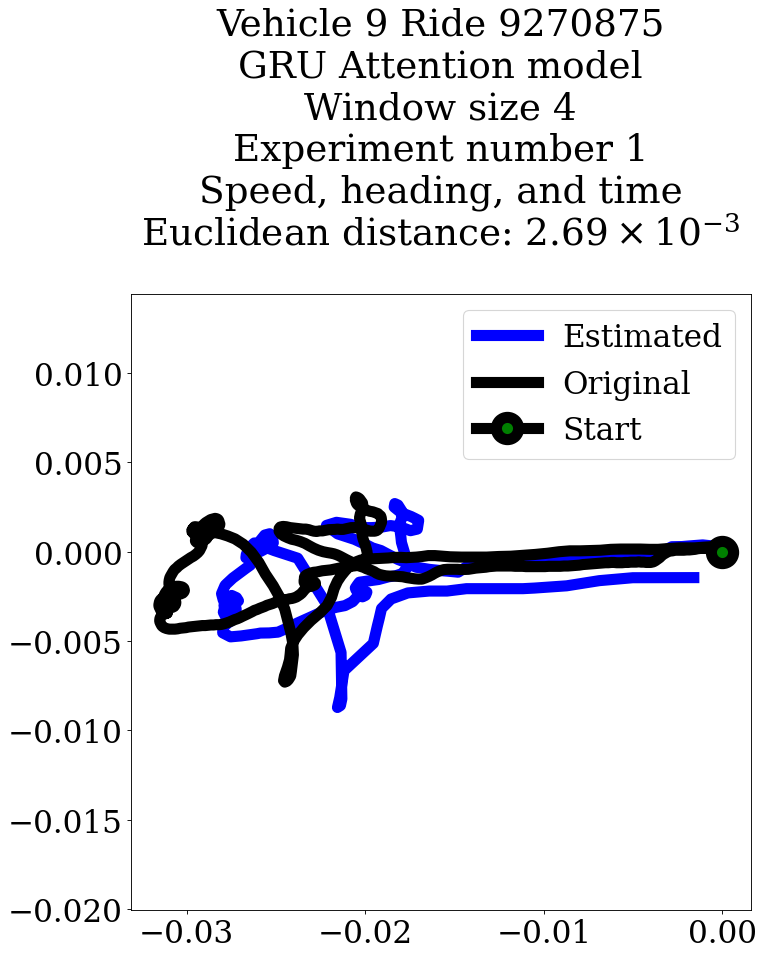 Vehicle 9 Ride 9270875
GRU Attention model
Window size 4
Experiment number 1
Speed, heading, and time
Euclidean distance: 2.69 × 10⁻³
Estimated
Original
Start
0.010
0.005
0.000
−0.005
−0.010
−0.015
−0.020
−0.03 −0.02 −0.01 0.00